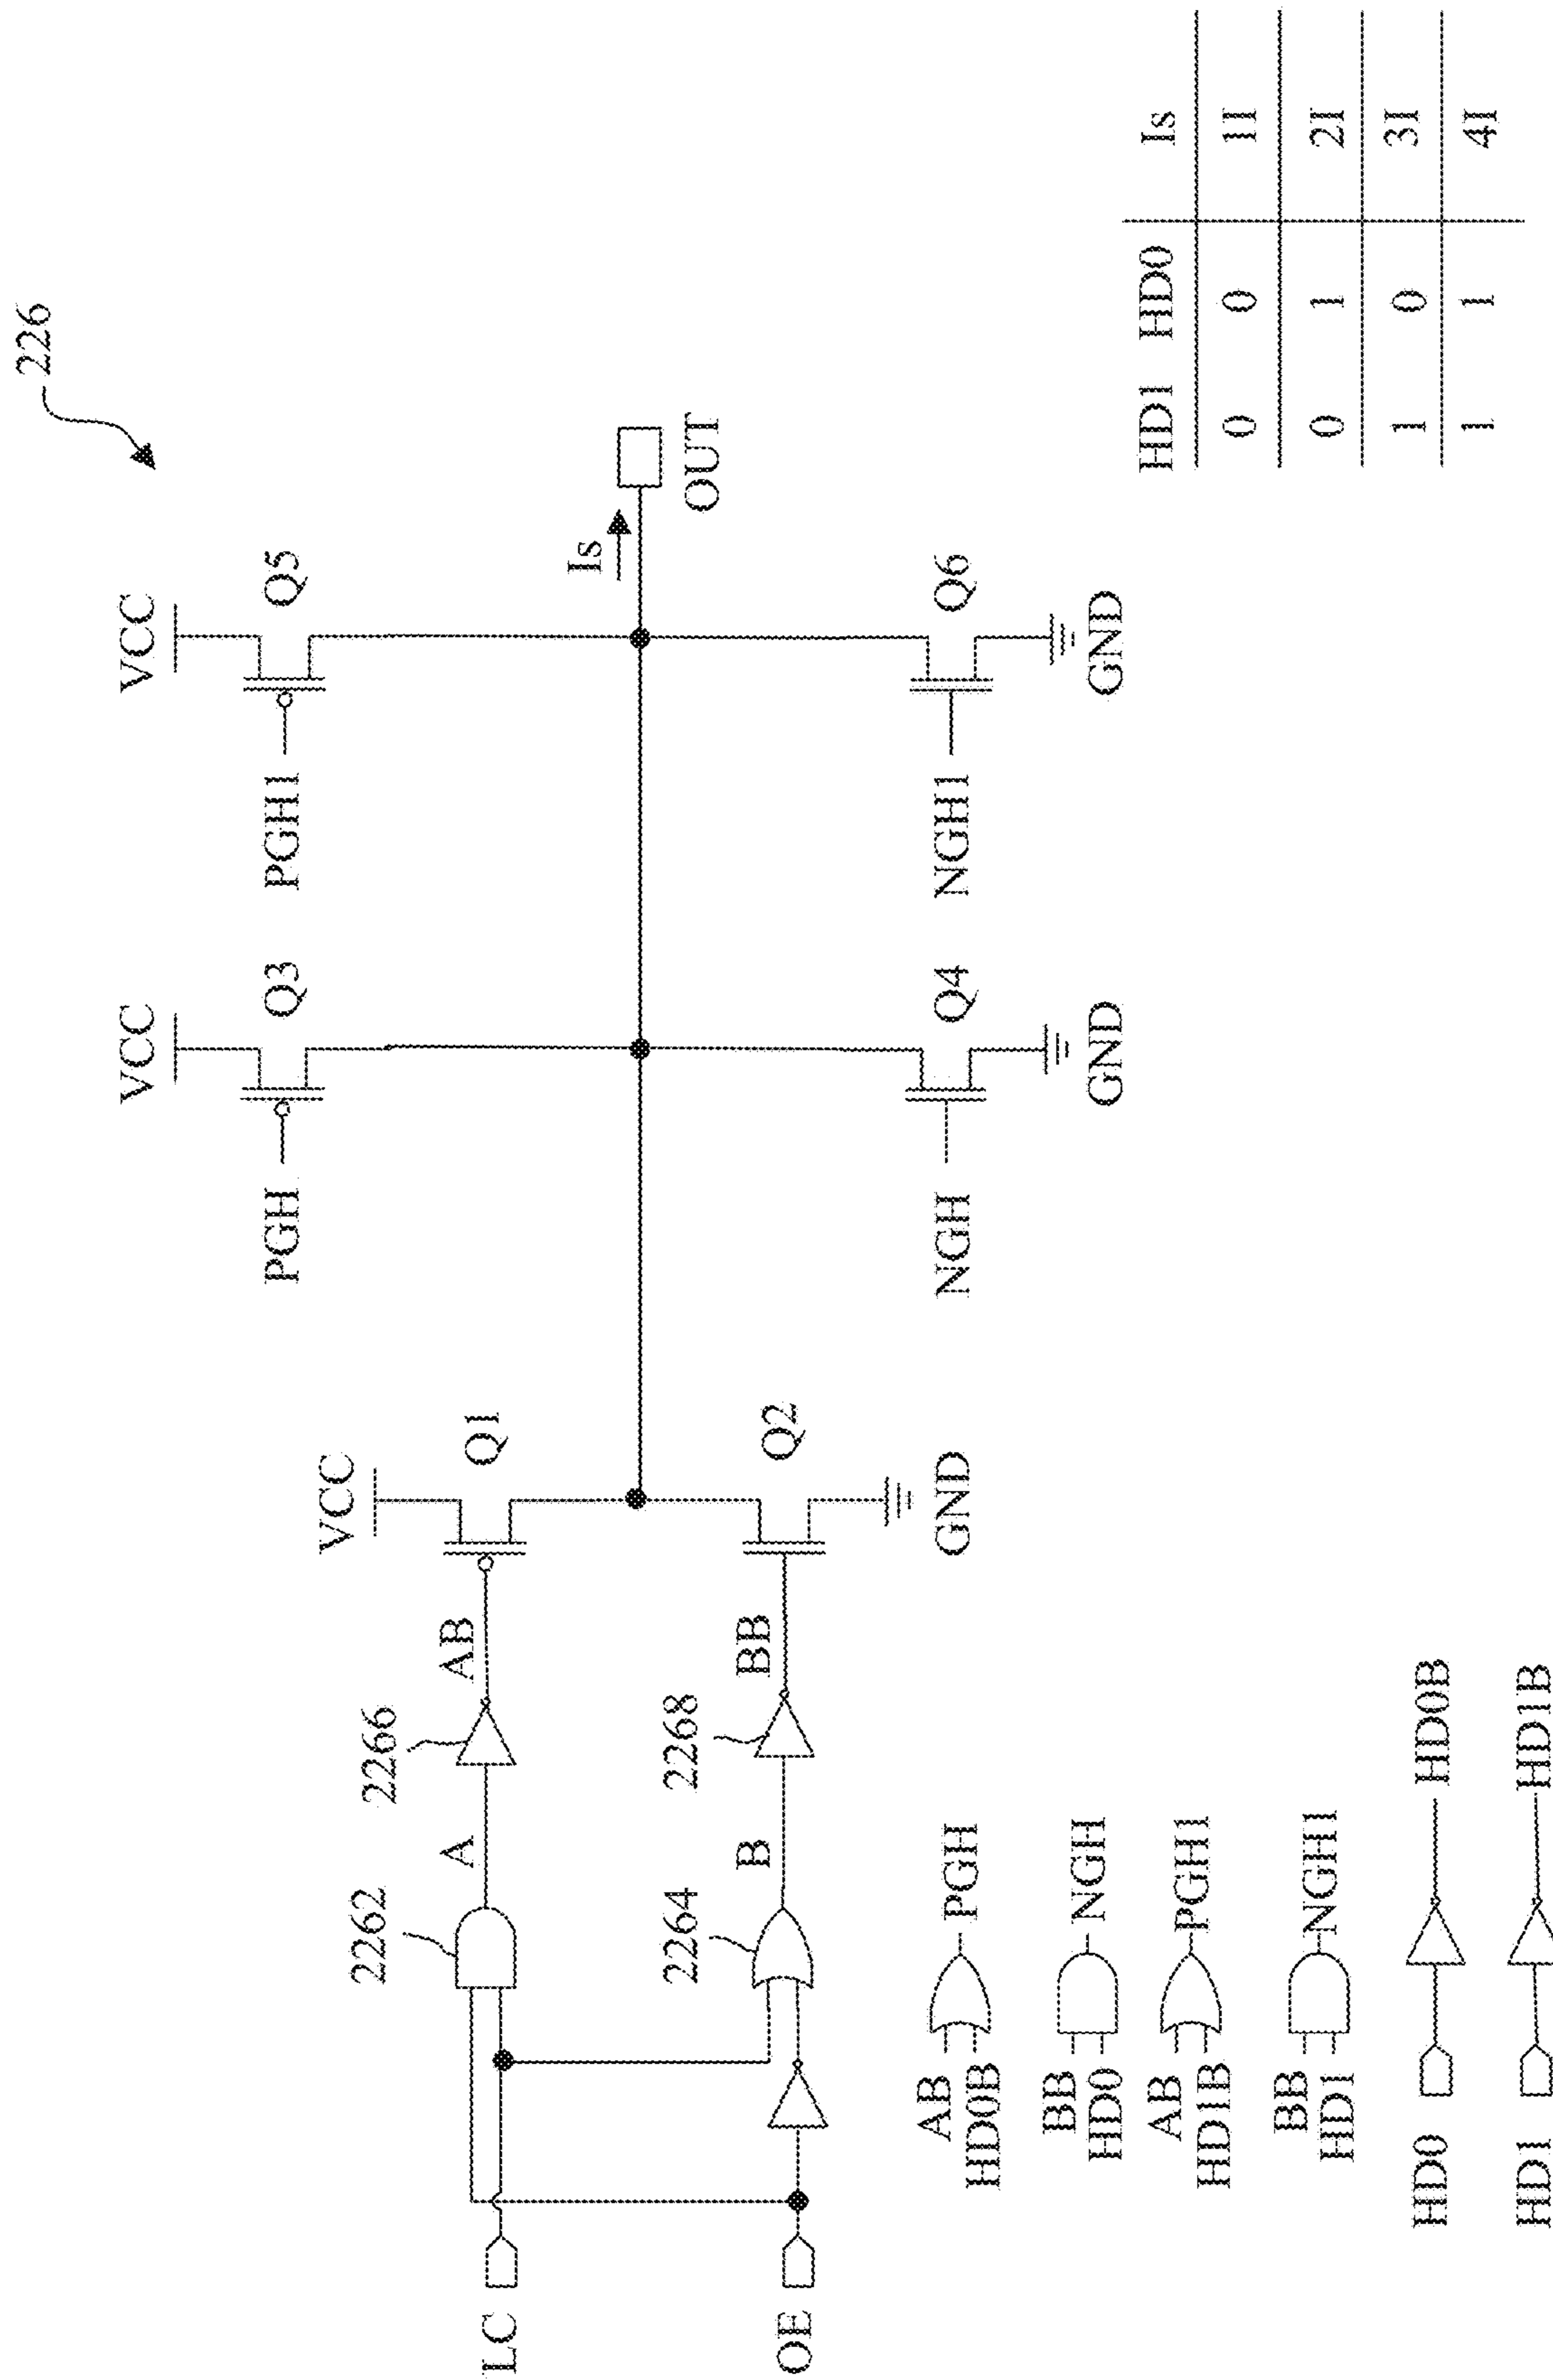 226
VCC
VCC
VCC
Q1
Q3
Q5
PGH
PGH1
LC
2262
A
2266
AB
Is
OUT
OE
2264
B
2268
BB
Q2
GND
NGH
Q4
GND
NGH1
Q6
GND
AB
HD0B
PGH
BB
HD0
NGH
AB
HD1B
PGH1
BB
HD1
NGH1
HD0
HD0B
HD1
HD1B
HD1 HD0 Is
0 0 1I
0 1 2I
1 0 3I
1 1 4I